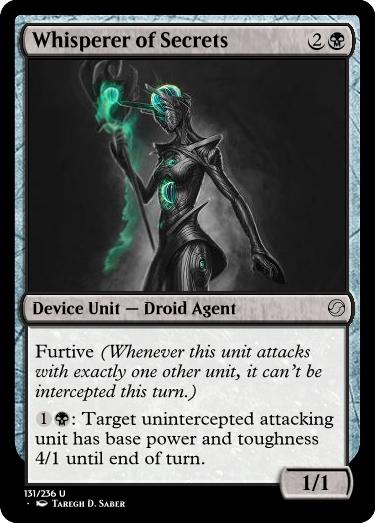 Whisperer of Secrets 2
Device Unit — Droid Agent
Furtive (Whenever this unit attacks
with exactly one other unit, it can't be
intercepted this turn.)
1: Target unintercepted attacking
unit has base power and toughness
4/1 until end of turn.
1/1
131/236 U
· Taregh D. Saber